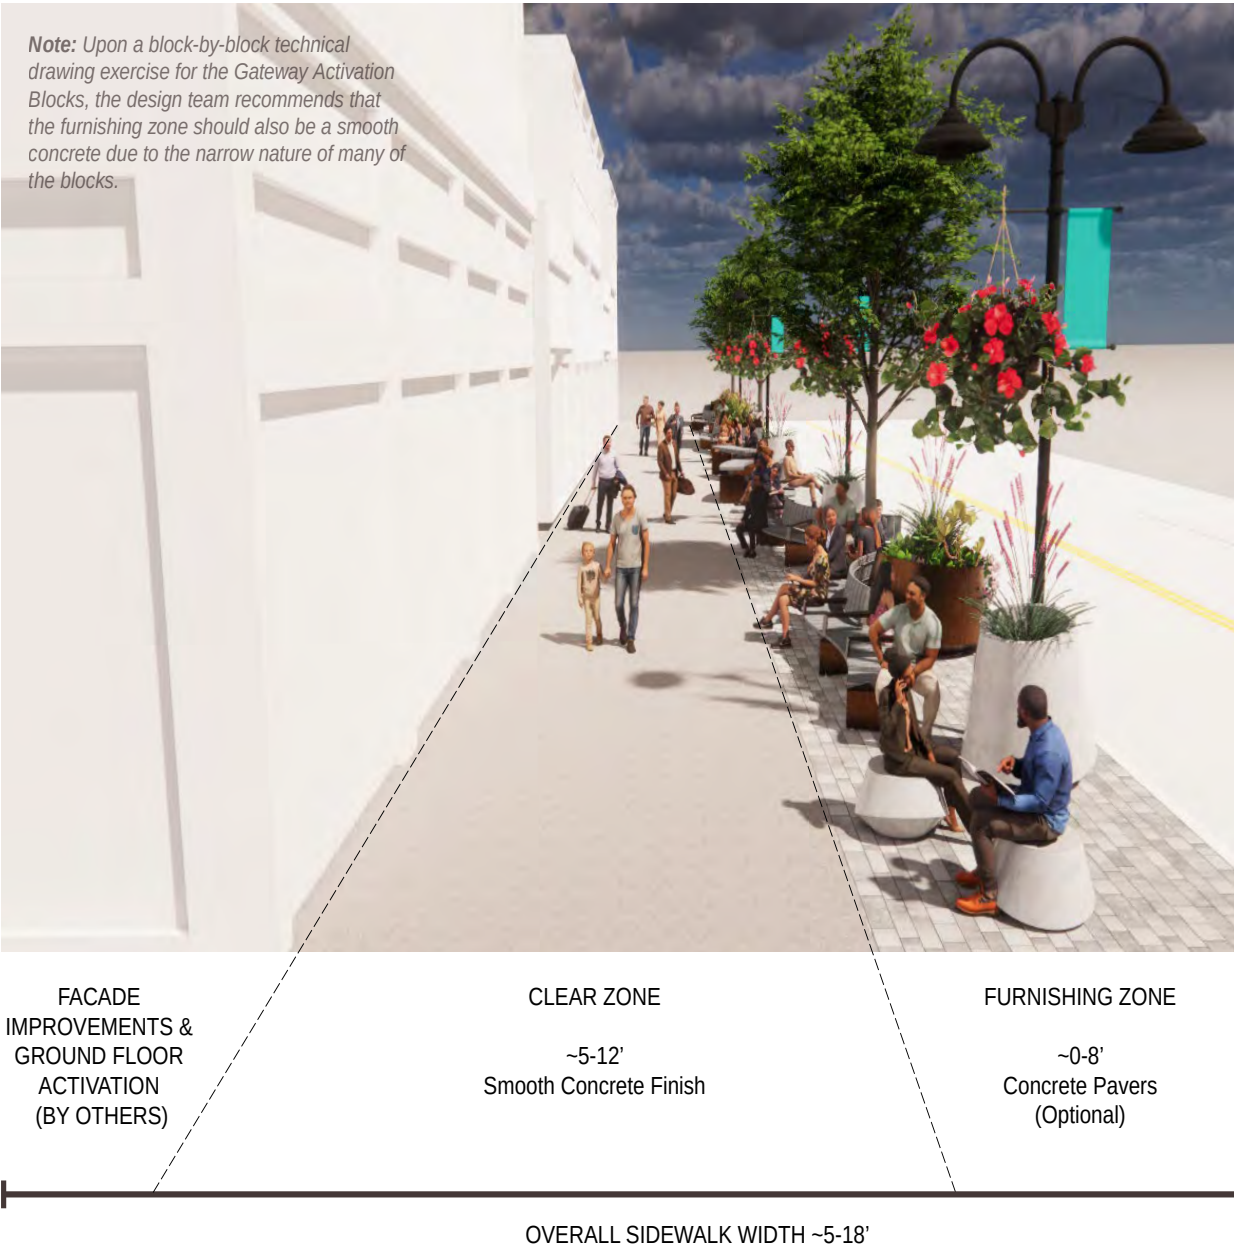 Note: Upon a block-by-block technical
drawing exercise for the Gateway Activation
Blocks, the design team recommends that
the furnishing zone should also be a smooth
concrete due to the narrow nature of many of
the blocks.
FACADE
IMPROVEMENTS &
GROUND FLOOR
ACTIVATION
(BY OTHERS)
CLEAR ZONE
~5-12’
Smooth Concrete Finish
FURNISHING ZONE
~0-8’
Concrete Pavers
(Optional)
OVERALL SIDEWALK WIDTH ~5-18’